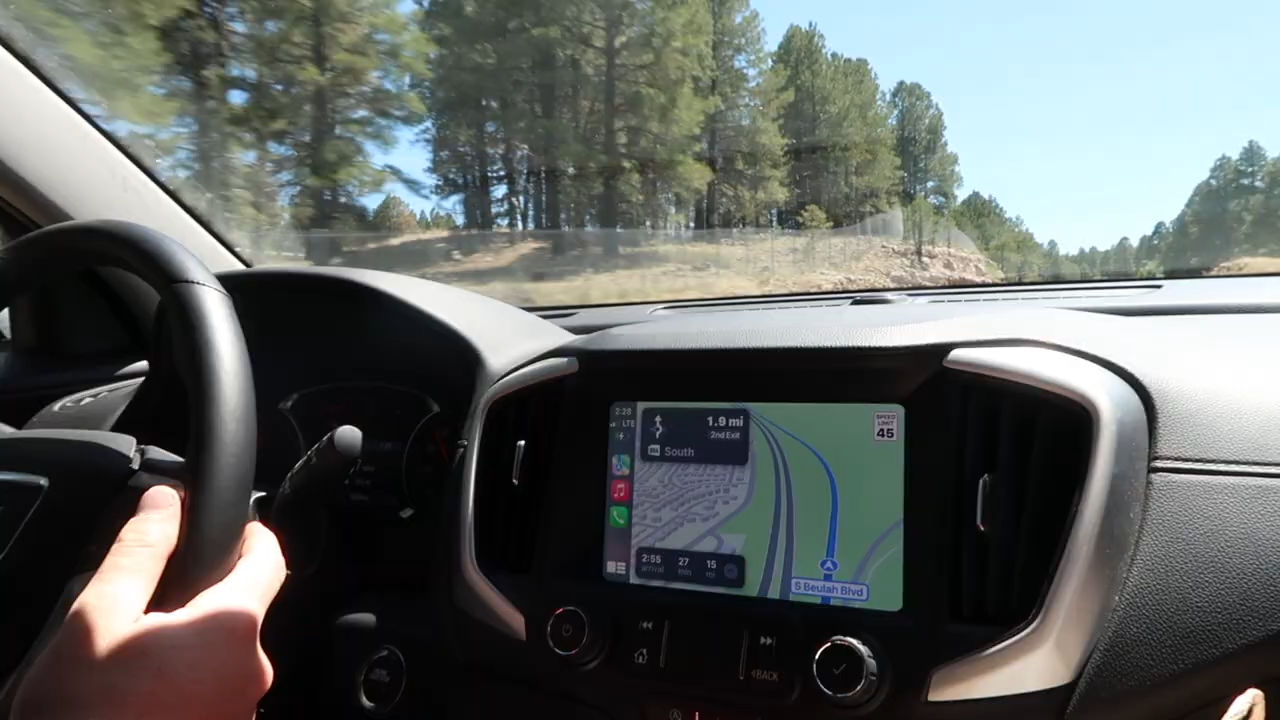 2:28
LTE
1.9 mi
2nd Exit
South
SPEED
LIMIT
45
2:55 27 15
arrival min mi
S Beulah Blvd
BACK